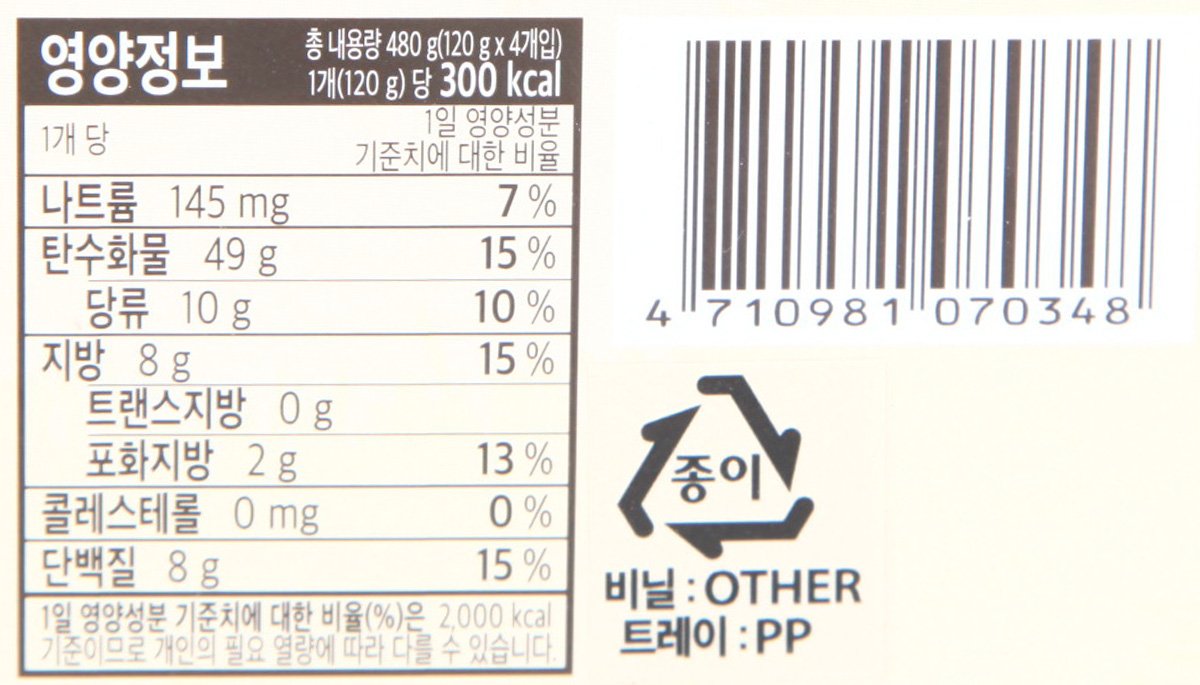 영양정보
총 내용량 480 g(120 g x 4개입)
1개(120 g) 당 300 kcal
1개 당
1일 영양성분
기준치에 대한 비율
나트륨 145 mg 7 %
탄수화물 49 g 15 %
당류 10 g 10 %
지방 8 g 15 %
트랜스지방 0 g
포화지방 2 g 13 %
콜레스테롤 0 mg 0 %
단백질 8 g 15 %
1일 영양성분 기준치에 대한 비율(%)은 2,000 kcal
기준이므로 개인의 필요 열량에 따라 다를 수 있습니다.
4 710981 070348
종이
비닐 : OTHER
트레이 : PP